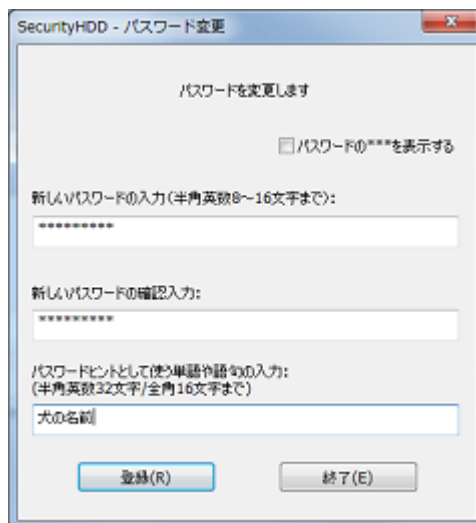 SecurityHDD - パスワード変更
パスワードを変更します
パスワードの***を表示する
新しいパスワードの入力(半角英数8～16文字まで):
*********
新しいパスワードの確認入力:
*********
パスワードヒントとして使う単語や語句の入力:
(半角英数32文字/全角16文字まで)
犬の名前
登録(R)
終了(E)